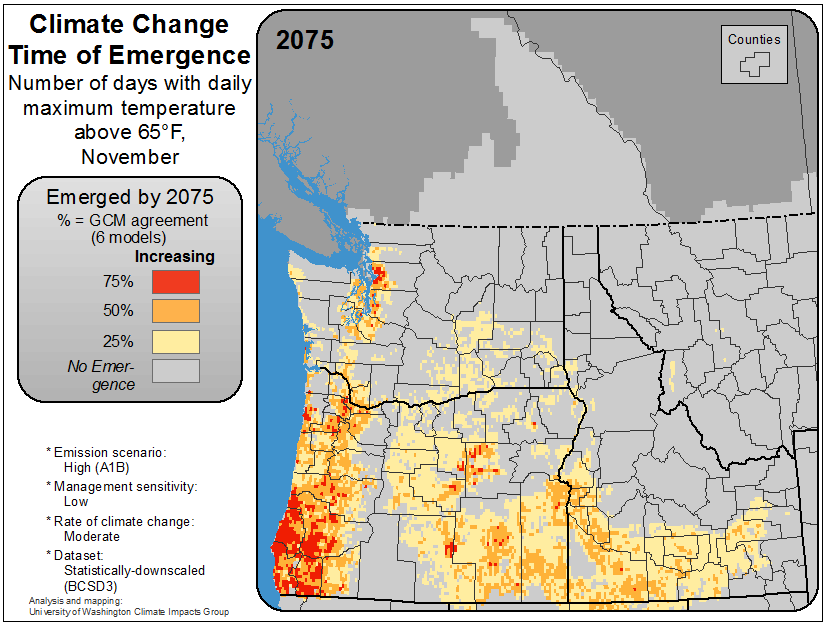 Climate Change
Time of Emergence
Number of days with daily
maximum temperature
above 65°F,
November
2075
Counties
Emerged by 2075
% = GCM agreement
(6 models)
Increasing
75%
50%
25%
No Emer-
gence
* Emission scenario:
High (A1B)
* Management sensitivity:
Low
* Rate of climate change:
Moderate
* Dataset:
Statistically-downscaled
(BCSD3)
Analysis and mapping:
University of Washington Climate Impacts Group